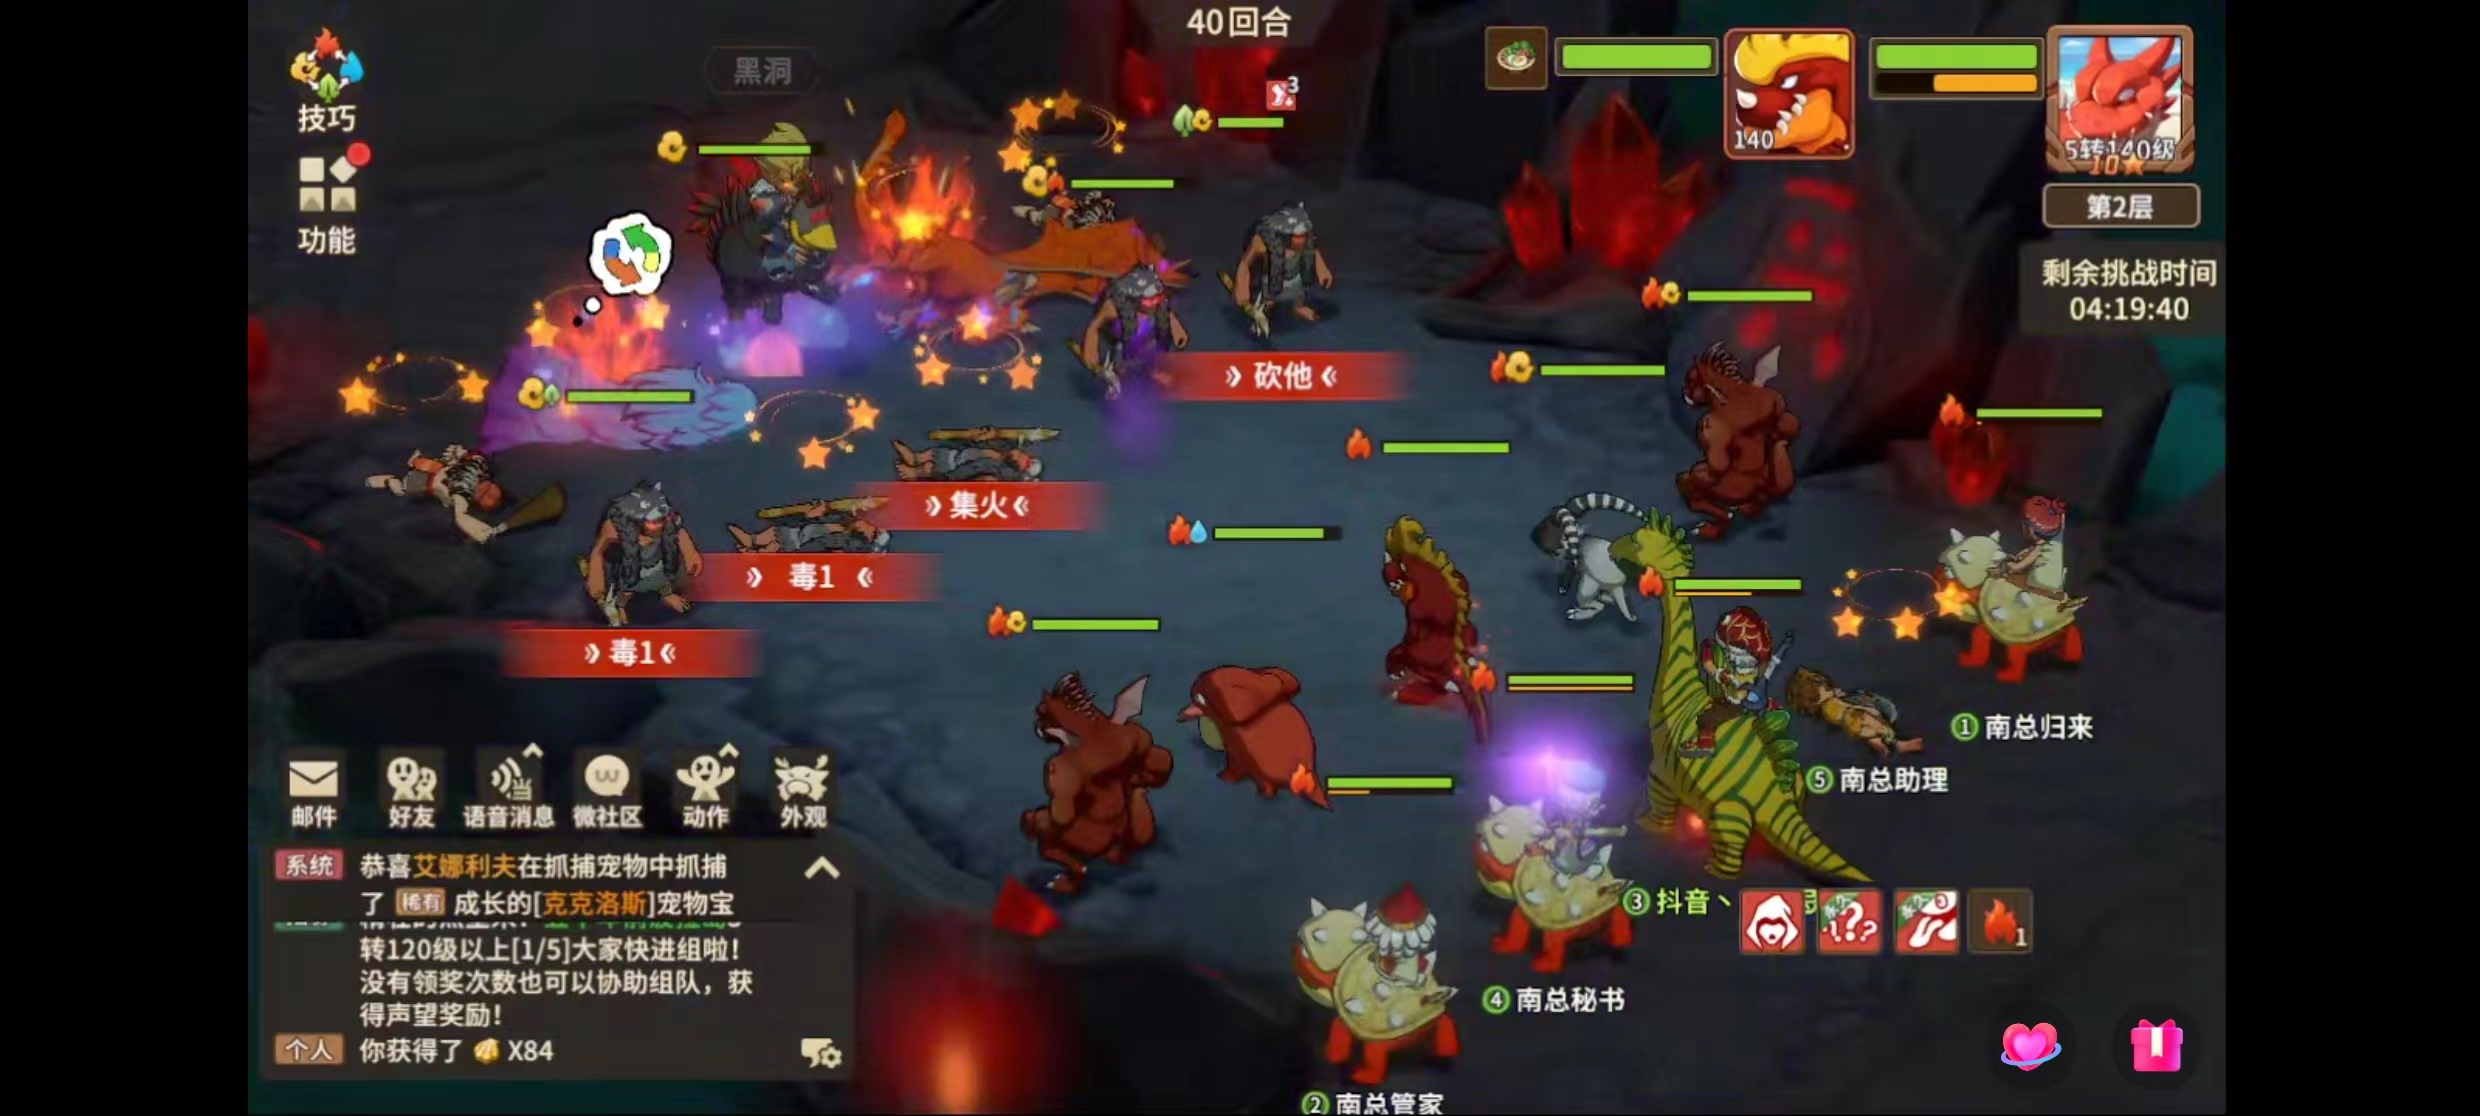 40回合
技巧
黑洞
3
140
5转140级
10
第2层
功能
剩余挑战时间
04:19:40
砍他
集火
毒1
毒1
①南总归来
⑤南总助理
③抖音丶
1
④南总秘书
②南总管家
邮件
好友
语音消息
微社区
动作
外观
系统 恭喜艾娜利夫在抓捕宠物中抓捕
了 稀有 成长的[克克洛斯]宠物宝
转120级以上[1/5]大家快进组啦！
没有领奖次数也可以协助组队，获
得声望奖励！
个人 你获得了 X84